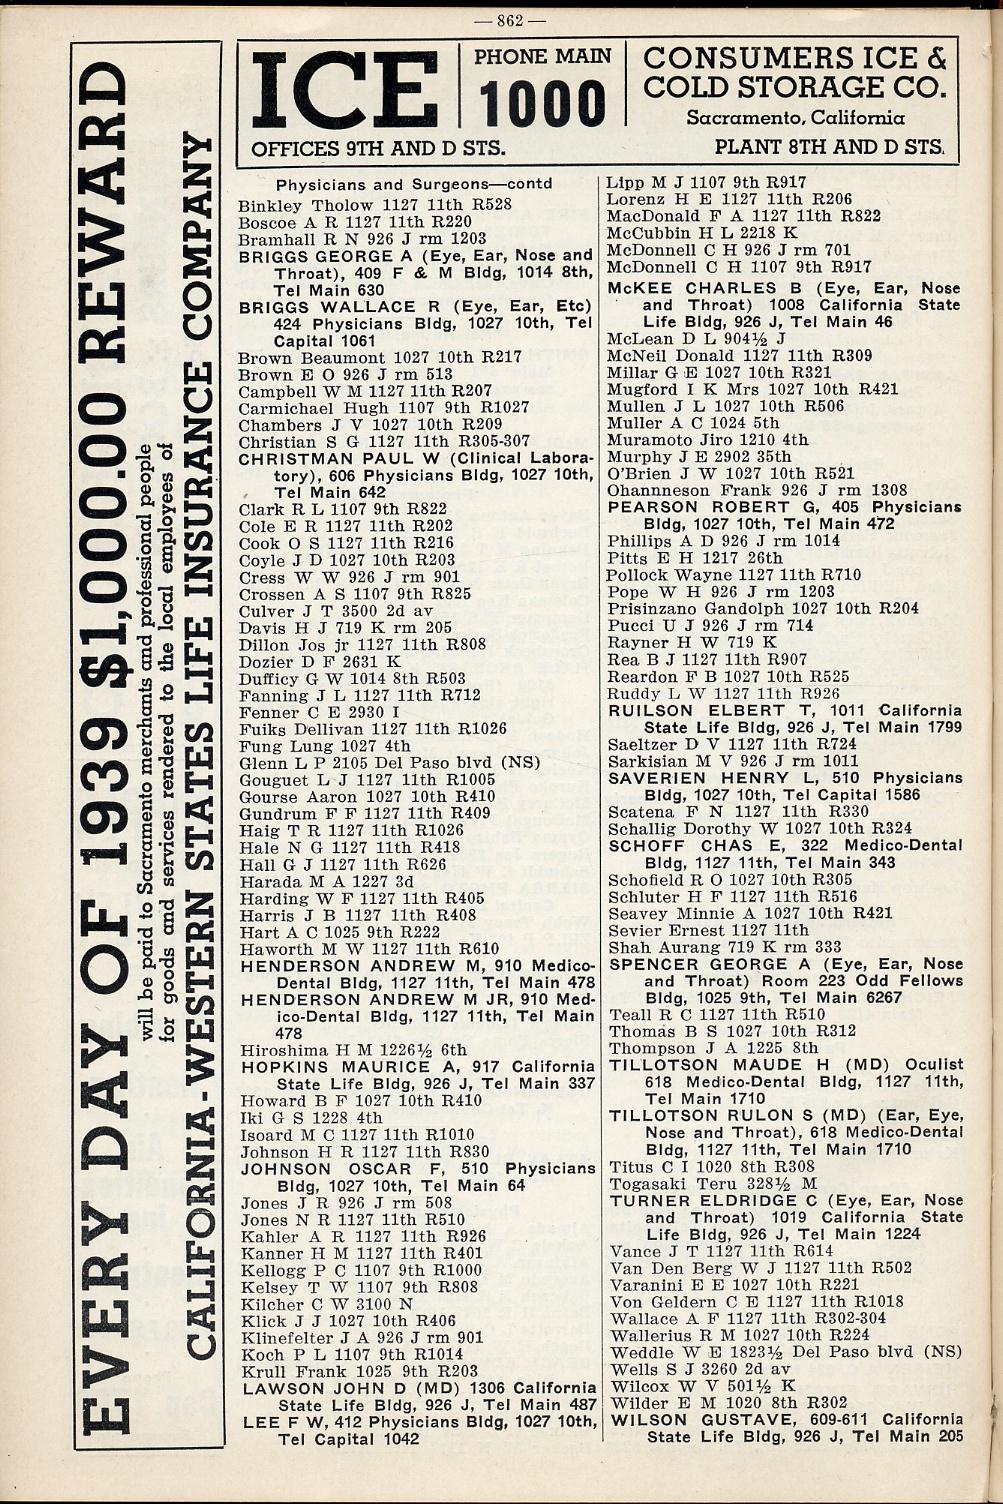 — 862 —
EVERY DAY OF 1939 $1,000.00 REWARD
will be paid to Sacramento merchants and professional people
for goods and services rendered to the local employees of
CALIFORNIA-WESTERN STATES LIFE INSURANCE COMPANY
ICE
PHONE MAIN
1000
CONSUMERS ICE &
COLD STORAGE CO.
Sacramento, California
OFFICES 9TH AND D STS.
PLANT 8TH AND D STS.
Physicians and Surgeons—contd
Binkley Tholow 1127 11th R528
Boscoe A R 1127 11th R220
Bramhall R N 926 J rm 1203
BRIGGS GEORGE A (Eye, Ear, Nose and
Throat), 409 F & M Bldg, 1014 8th,
Tel Main 630
BRIGGS WALLACE R (Eye, Ear, Etc)
424 Physicians Bldg, 1027 10th, Tel
Capital 1061
Brown Beaumont 1027 10th R217
Brown E O 926 J rm 513
Campbell W M 1127 11th R207
Carmichael Hugh 1107 9th R1027
Chambers J V 1027 10th R209
Christian S G 1127 11th R305-307
CHRISTMAN PAUL W (Clinical Labora-
tory), 606 Physicians Bldg, 1027 10th,
Tel Main 642
Clark R L 1107 9th R822
Cole E R 1127 11th R202
Cook O S 1127 11th R216
Coyle J D 1027 10th R203
Cress W W 926 J rm 901
Crossen A S 1107 9th R825
Culver J T 3500 2d av
Davis H J 719 K rm 205
Dillon Jos jr 1127 11th R808
Dozier D F 2631 K
Dufficy G W 1014 8th R503
Fanning J L 1127 11th R712
Fenner C E 2930 I
Fuiks Dellivan 1127 11th R1026
Fung Lung 1027 4th
Glenn L P 2105 Del Paso blvd (NS)
Gouguet L J 1127 11th R1005
Gourse Aaron 1027 10th R410
Gundrum F F 1127 11th R409
Haig T R 1127 11th R1026
Hale N G 1127 11th R418
Hall G J 1127 11th R626
Harada M A 1227 3d
Harding W F 1127 11th R405
Harris J B 1127 11th R408
Hart A C 1025 9th R222
Haworth M W 1127 11th R610
HENDERSON ANDREW M, 910 Medico-
Dental Bldg, 1127 11th, Tel Main 478
HENDERSON ANDREW M JR, 910 Med-
ico-Dental Bldg, 1127 11th, Tel Main
478
Hiroshima H M 1226½ 6th
HOPKINS MAURICE A, 917 California
State Life Bldg, 926 J, Tel Main 337
Howard B F 1027 10th R410
Iki G S 1228 4th
Isoard M C 1127 11th R1010
Johnson H R 1127 11th R830
JOHNSON OSCAR F, 510 Physicians
Bldg, 1027 10th, Tel Main 64
Jones J R 926 J rm 508
Jones N R 1127 11th R510
Kahler A R 1127 11th R926
Kanner H M 1127 11th R401
Kellogg P C 1107 9th R1000
Kelsey T W 1107 9th R808
Kilcher C W 3100 N
Klick J J 1027 10th R406
Klinefelter J A 926 J rm 901
Koch P L 1107 9th R1014
Krull Frank 1025 9th R203
LAWSON JOHN D (MD) 1306 California
State Life Bldg, 926 J, Tel Main 487
LEE F W, 412 Physicians Bldg, 1027 10th,
Tel Capital 1042
Lipp M J 1107 9th R917
Lorenz H E 1127 11th R206
MacDonald F A 1127 11th R822
McCubbin H L 2218 K
McDonnell C H 926 J rm 701
McDonnell C H 1107 9th R917
McKEE CHARLES B (Eye, Ear, Nose
and Throat) 1008 California State
Life Bldg, 926 J, Tel Main 46
McLean D L 904½ J
McNeil Donald 1127 11th R309
Millar G E 1027 10th R321
Mugford I K Mrs 1027 10th R421
Mullen J L 1027 10th R506
Muller A C 1024 5th
Muramoto Jiro 1210 4th
Murphy J E 2902 35th
O'Brien J W 1027 10th R521
Ohannneson Frank 926 J rm 1308
PEARSON ROBERT G, 405 Physicians
Bldg, 1027 10th, Tel Main 472
Phillips A D 926 J rm 1014
Pitts E H 1217 26th
Pollock Wayne 1127 11th R710
Pope W H 926 J rm 1203
Prisinzano Gandolph 1027 10th R204
Pucci U J 926 J rm 714
Rayner H W 719 K
Rea B J 1127 11th R907
Reardon F B 1027 10th R525
Ruddy L W 1127 11th R926
RUILSON ELBERT T, 1011 California
State Life Bldg, 926 J, Tel Main 1799
Saeltzer D V 1127 11th R724
Sarkisian M V 926 J rm 1011
SAVERIEN HENRY L, 510 Physicians
Bldg, 1027 10th, Tel Capital 1586
Scatena F N 1127 11th R330
Schallig Dorothy W 1027 10th R324
SCHOFF CHAS E, 322 Medico-Dental
Bldg, 1127 11th, Tel Main 343
Schofield R O 1027 10th R305
Schluter H F 1127 11th R516
Seavey Minnie A 1027 10th R421
Sevier Ernest 1127 11th
Shah Aurang 719 K rm 333
SPENCER GEORGE A (Eye, Ear, Nose
and Throat) Room 223 Odd Fellows
Bldg, 1025 9th, Tel Main 6267
Teall R C 1127 11th R510
Thomas B S 1027 10th R312
Thompson J A 1225 8th
TILLOTSON MAUDE H (MD) Oculist
618 Medico-Dental Bldg, 1127 11th,
Tel Main 1710
TILLOTSON RULON S (MD) (Ear, Eye,
Nose and Throat), 618 Medico-Dental
Bldg, 1127 11th, Tel Main 1710
Titus C I 1020 8th R308
Togasaki Teru 328½ M
TURNER ELDRIDGE C (Eye, Ear, Nose
and Throat) 1019 California State
Life Bldg, 926 J, Tel Main 1224
Vance J T 1127 11th R614
Van Den Berg W J 1127 11th R502
Varanini E E 1027 10th R221
Von Geldern C E 1127 11th R1018
Wallace A F 1127 11th R302-304
Wallerius R M 1027 10th R224
Weddle W E 1823½ Del Paso blvd (NS)
Wells S J 3260 2d av
Wilcox W V 501½ K
Wilder E M 1020 8th R302
WILSON GUSTAVE, 609-611 California
State Life Bldg, 926 J, Tel Main 205